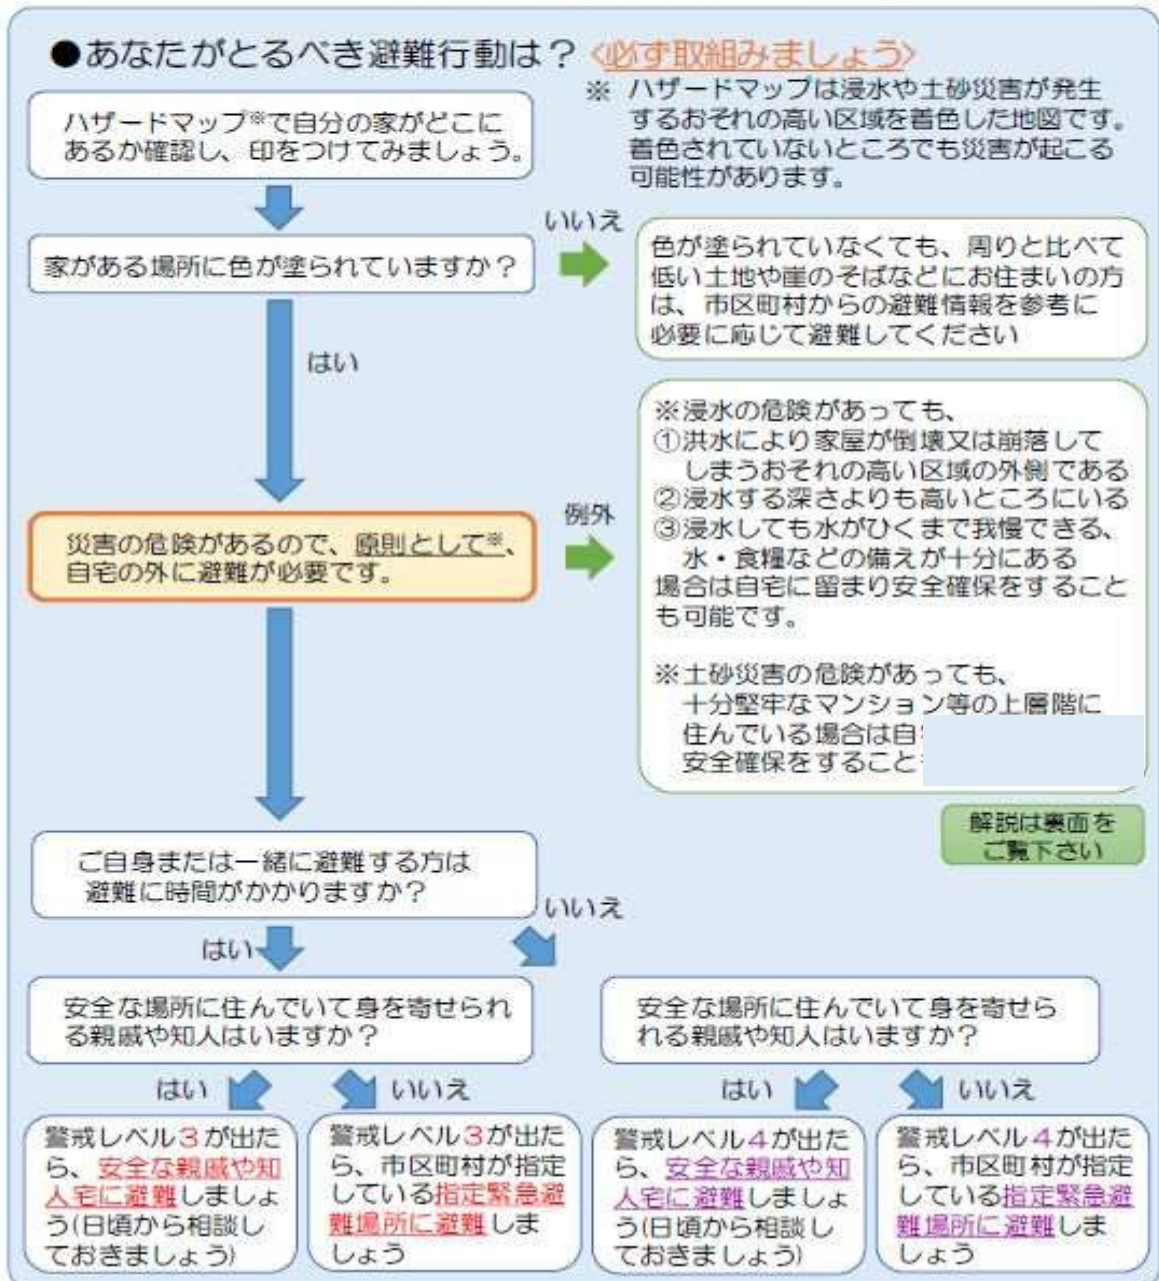 ●あなたがとるべき避難行動は?<必ず取組みましょう>
※ ハザードマップは浸水や土砂災害が発生
するおそれの高い区域を着色した地図です。
着色されていないところでも災害が起こる
可能性があります。
ハザードマップ※で自分の家がどこに
あるか確認し、印をつけてみましょう。
家がある場所に色が塗られていますか?
いいえ
色が塗られていなくても、周りと比べて
低い土地や崖のそばなどにお住まいの方
は、市区町村からの避難情報を参考に
必要に応じて避難してください
はい
災害の危険があるので、原則として※、
自宅の外に避難が必要です。
例外
※浸水の危険があっても、
①洪水により家屋が倒壊又は崩落して
しまうおそれの高い区域の外側である
②浸水する深さよりも高いところにいる
③浸水しても水がひくまで我慢できる、
水・食糧などの備えが十分にある
場合は自宅に留まり安全確保をすること
も可能です。
※土砂災害の危険があっても、
十分堅牢なマンション等の上層階に
住んでいる場合は自
安全確保をすること
解説は裏面を
ご覧下さい
ご自身または一緒に避難する方は
避難に時間がかかりますか?
はい
いいえ
安全な場所に住んでいて身を寄せられ
る親戚や知人はいますか?
安全な場所に住んでいて身を寄せら
れる親戚や知人はいますか?
はい
いいえ
はい
いいえ
警戒レベル3が出た
ら、安全な親戚や知
人宅に避難しましょ
う(日頃から相談し
ておきましょう)
警戒レベル3が出た
ら、市区町村が指定
している指定緊急避
難場所に避難しま
しょう
警戒レベル4が出た
ら、安全な親戚や知
人宅に避難しましょ
う(日頃から相談し
ておきましょう)
警戒レベル4が出た
ら、市区町村が指定
している指定緊急避
難場所に避難しま
しょう